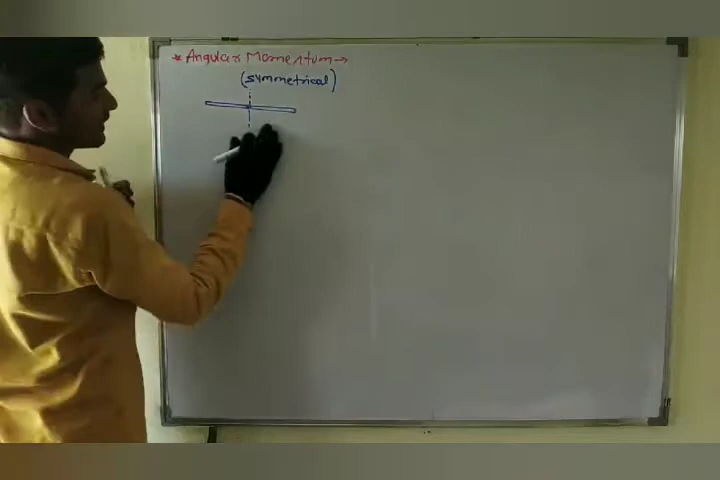 * Angular Momentum →
(symmetrical)